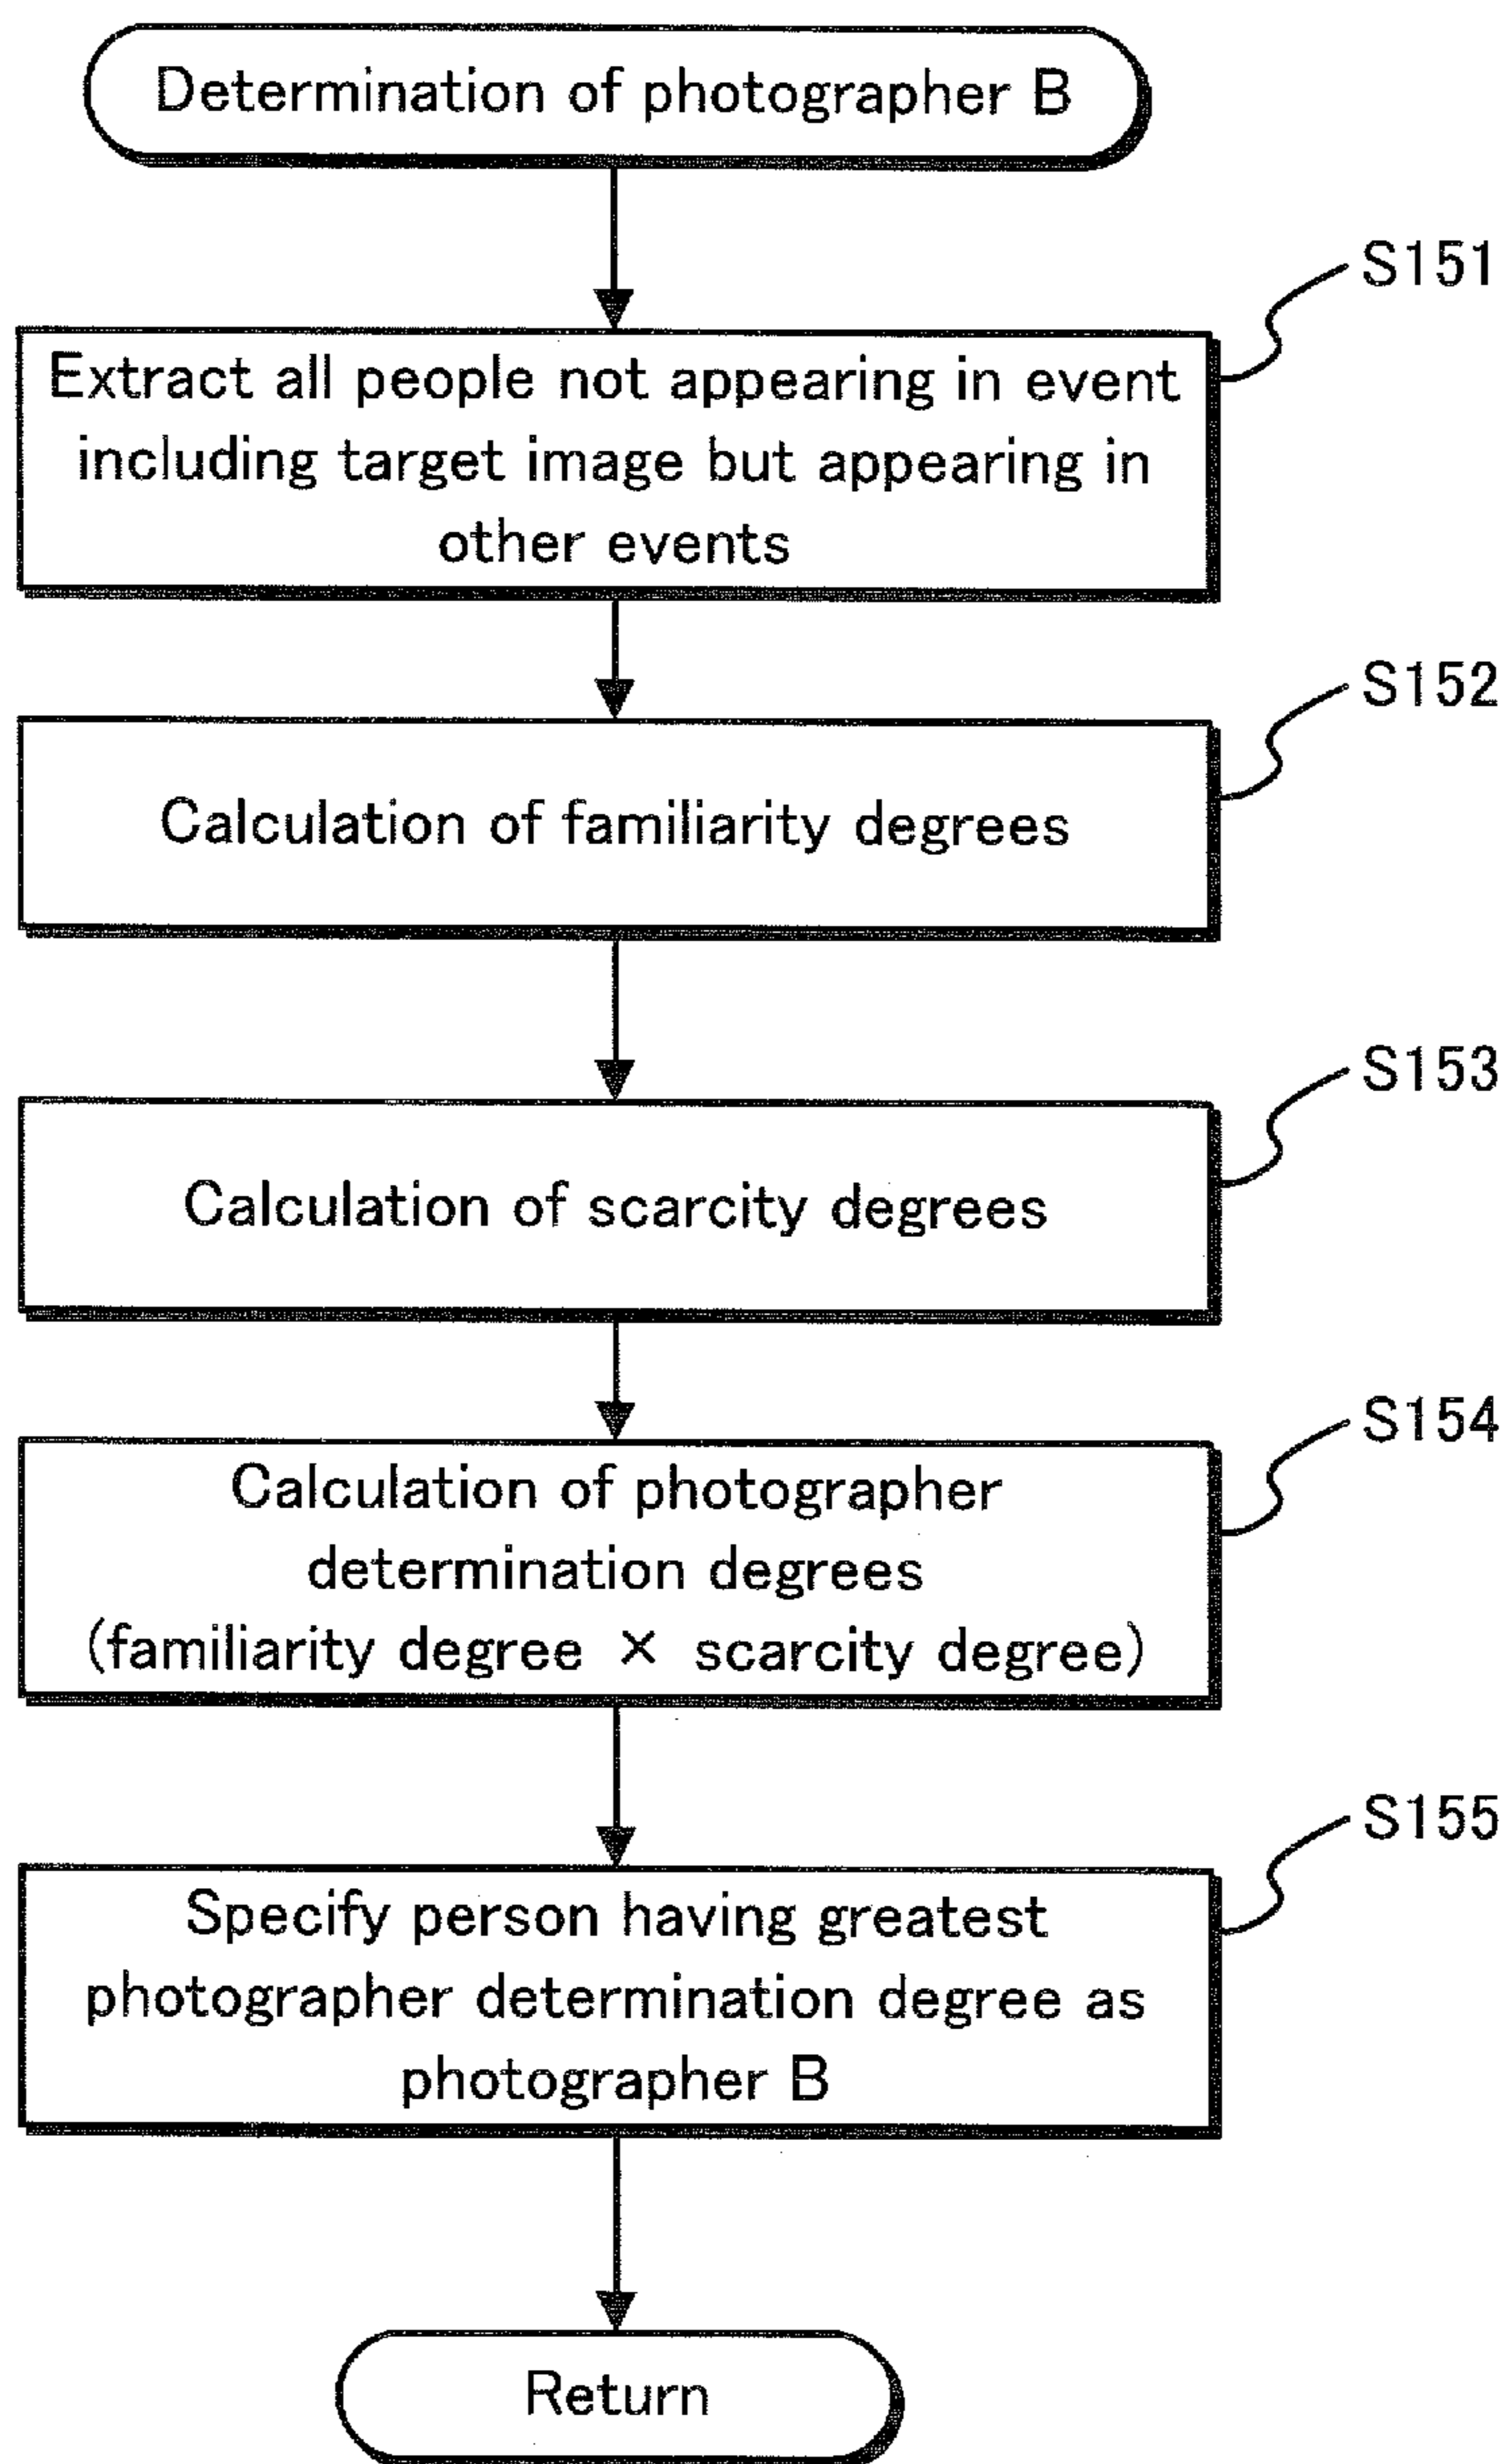 Determination of photographer B
S151
Extract all people not appearing in event
including target image but appearing in
other events
S152
Calculation of familiarity degrees
S153
Calculation of scarcity degrees
S154
Calculation of photographer
determination degrees
(familiarity degree × scarcity degree)
S155
Specify person having greatest
photographer determination degree as
photographer B
Return